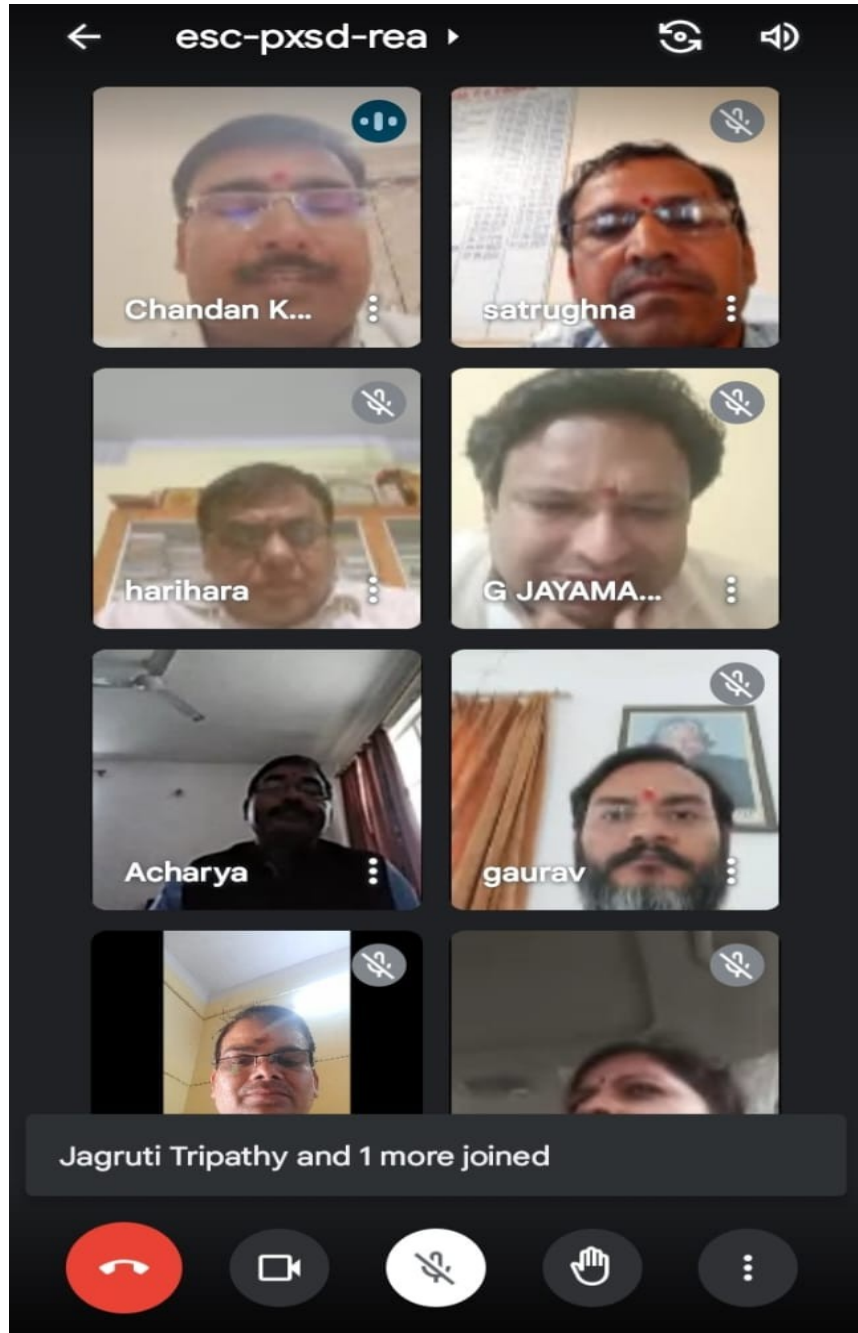 esc-pxsd-rea
Chandan K...
satrughna
harihara
G JAYAMA...
Acharya
gaurav
Jagruti Tripathy and 1 more joined